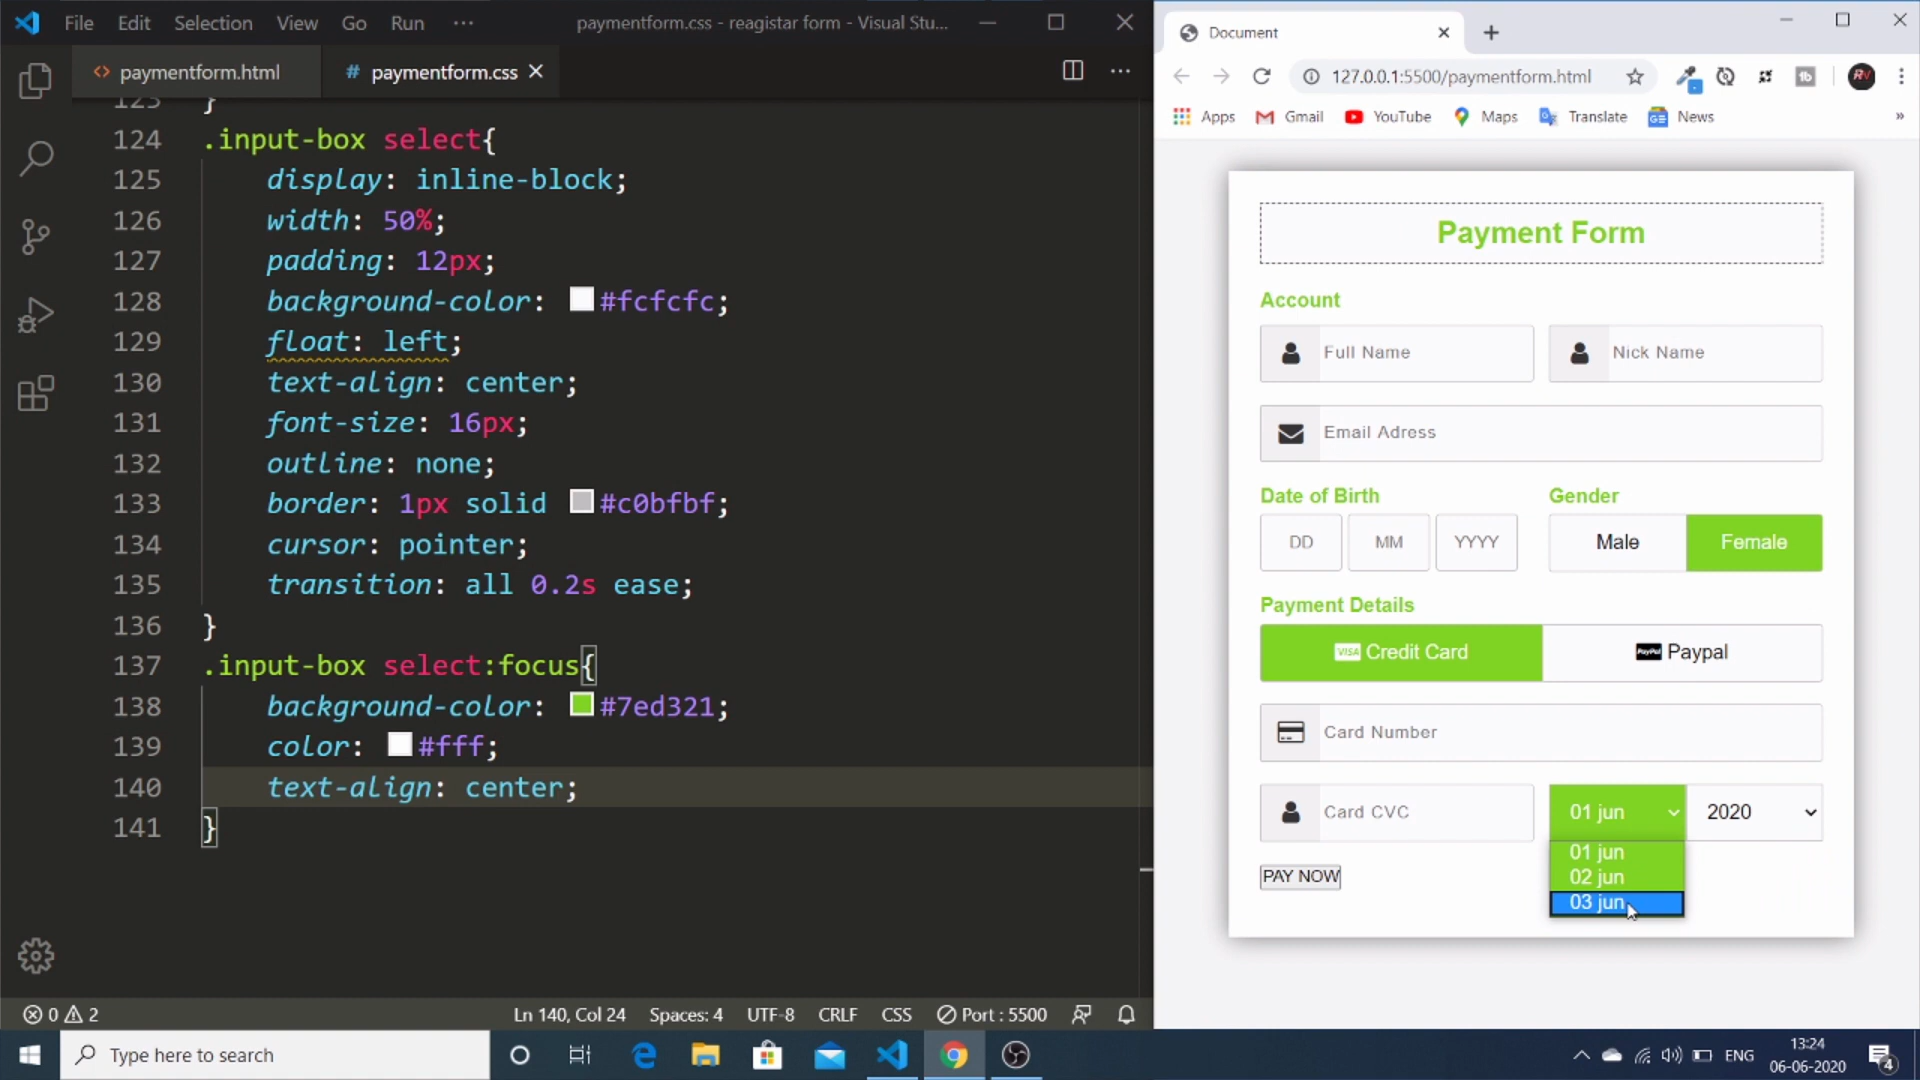 File Edit Selection View Go Run ··· paymentform.css - reagistar form - Visual Stu...
<> paymentform.html # paymentform.css
123 }
124 .input-box select{
125 display: inline-block;
126 width: 50%;
127 padding: 12px;
128 background-color: #fcfcfc;
129 float: left;
130 text-align: center;
131 font-size: 16px;
132 outline: none;
133 border: 1px solid #c0bfbf;
134 cursor: pointer;
135 transition: all 0.2s ease;
136 }
137 .input-box select:focus{
138 background-color: #7ed321;
139 color: #fff;
140 text-align: center;
141 }
0 2 Ln 140, Col 24 Spaces: 4 UTF-8 CRLF CSS Port : 5500
Document
127.0.0.1:5500/paymentform.html
Apps Gmail YouTube Maps Translate News »
Payment Form
Account
Full Name Nick Name
Email Adress
Date of Birth Gender
DD MM YYYY Male Female
Payment Details
VISA Credit Card PayPal Paypal
Card Number
Card CVC 01 jun 2020
01 jun
02 jun
03 jun
PAY NOW
Type here to search
ENG 13:24
06-06-2020
4